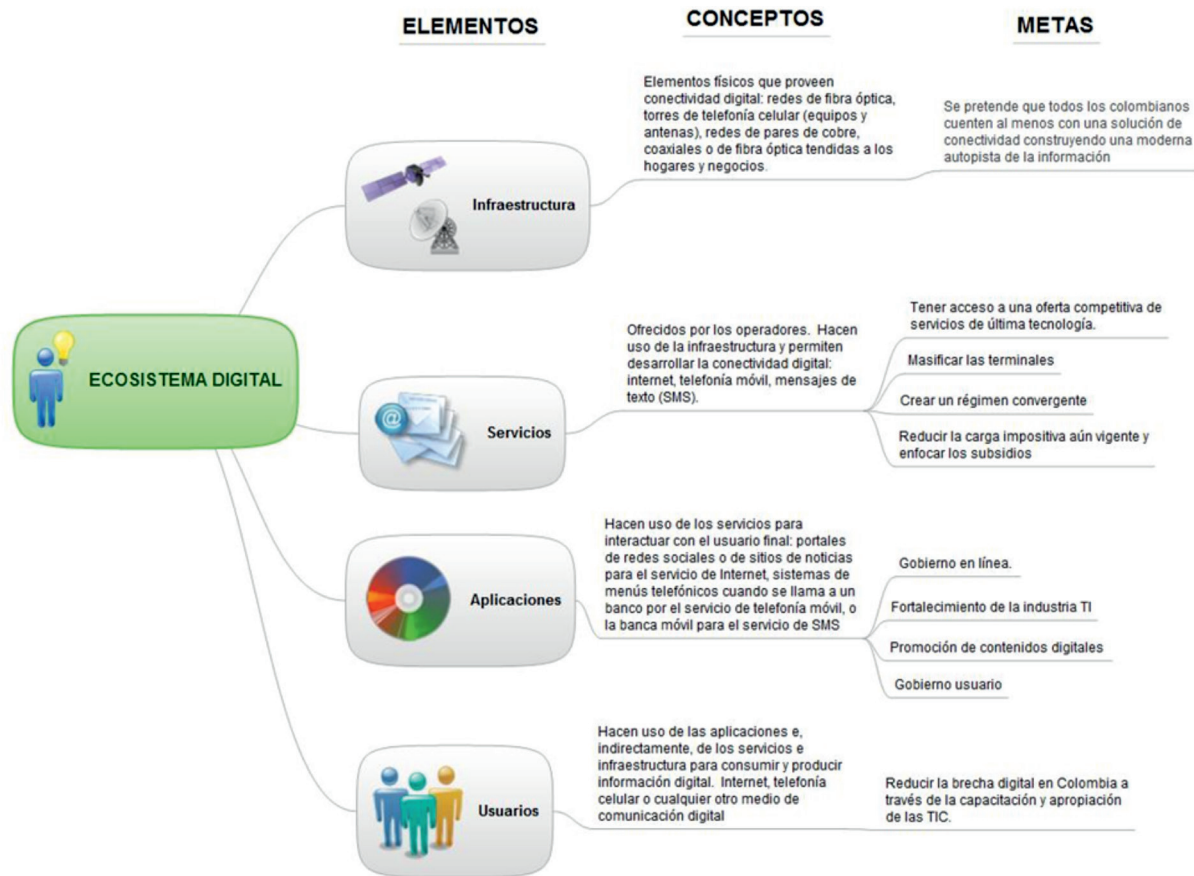 ELEMENTOS
CONCEPTOS
METAS
ECOSISTEMA DIGITAL
Infraestructura
Elementos físicos que proveen
conectividad digital: redes de fibra óptica,
torres de telefonía celular (equipos y
antenas), redes de pares de cobre,
coaxiales o de fibra óptica tendidas a los
hogares y negocios.
Se pretende que todos los colombianos
cuenten al menos con una solución de
conectividad construyendo una moderna
autopista de la información
Servicios
Ofrecidos por los operadores. Hacen
uso de la infraestructura y permiten
desarrollar la conectividad digital:
internet, telefonía móvil, mensajes de
texto (SMS).
Tener acceso a una oferta competitiva de
servicios de última tecnología.
Masificar las terminales
Crear un régimen convergente
Reducir la carga impositiva aún vigente y
enfocar los subsidios
Aplicaciones
Hacen uso de los servicios para
interactuar con el usuario final: portales
de redes sociales o de sitios de noticias
para el servicio de Internet, sistemas de
menús telefónicos cuando se llama a un
banco por el servicio de telefonía móvil, o
la banca móvil para el servicio de SMS
Gobierno en línea.
Fortalecimiento de la industria TI
Promoción de contenidos digitales
Gobierno usuario
Usuarios
Hacen uso de las aplicaciones e,
indirectamente, de los servicios e
infraestructura para consumir y producir
información digital. Internet, telefonía
celular o cualquier otro medio de
comunicación digital
Reducir la brecha digital en Colombia a
través de la capacitación y apropiación
de las TIC.
@